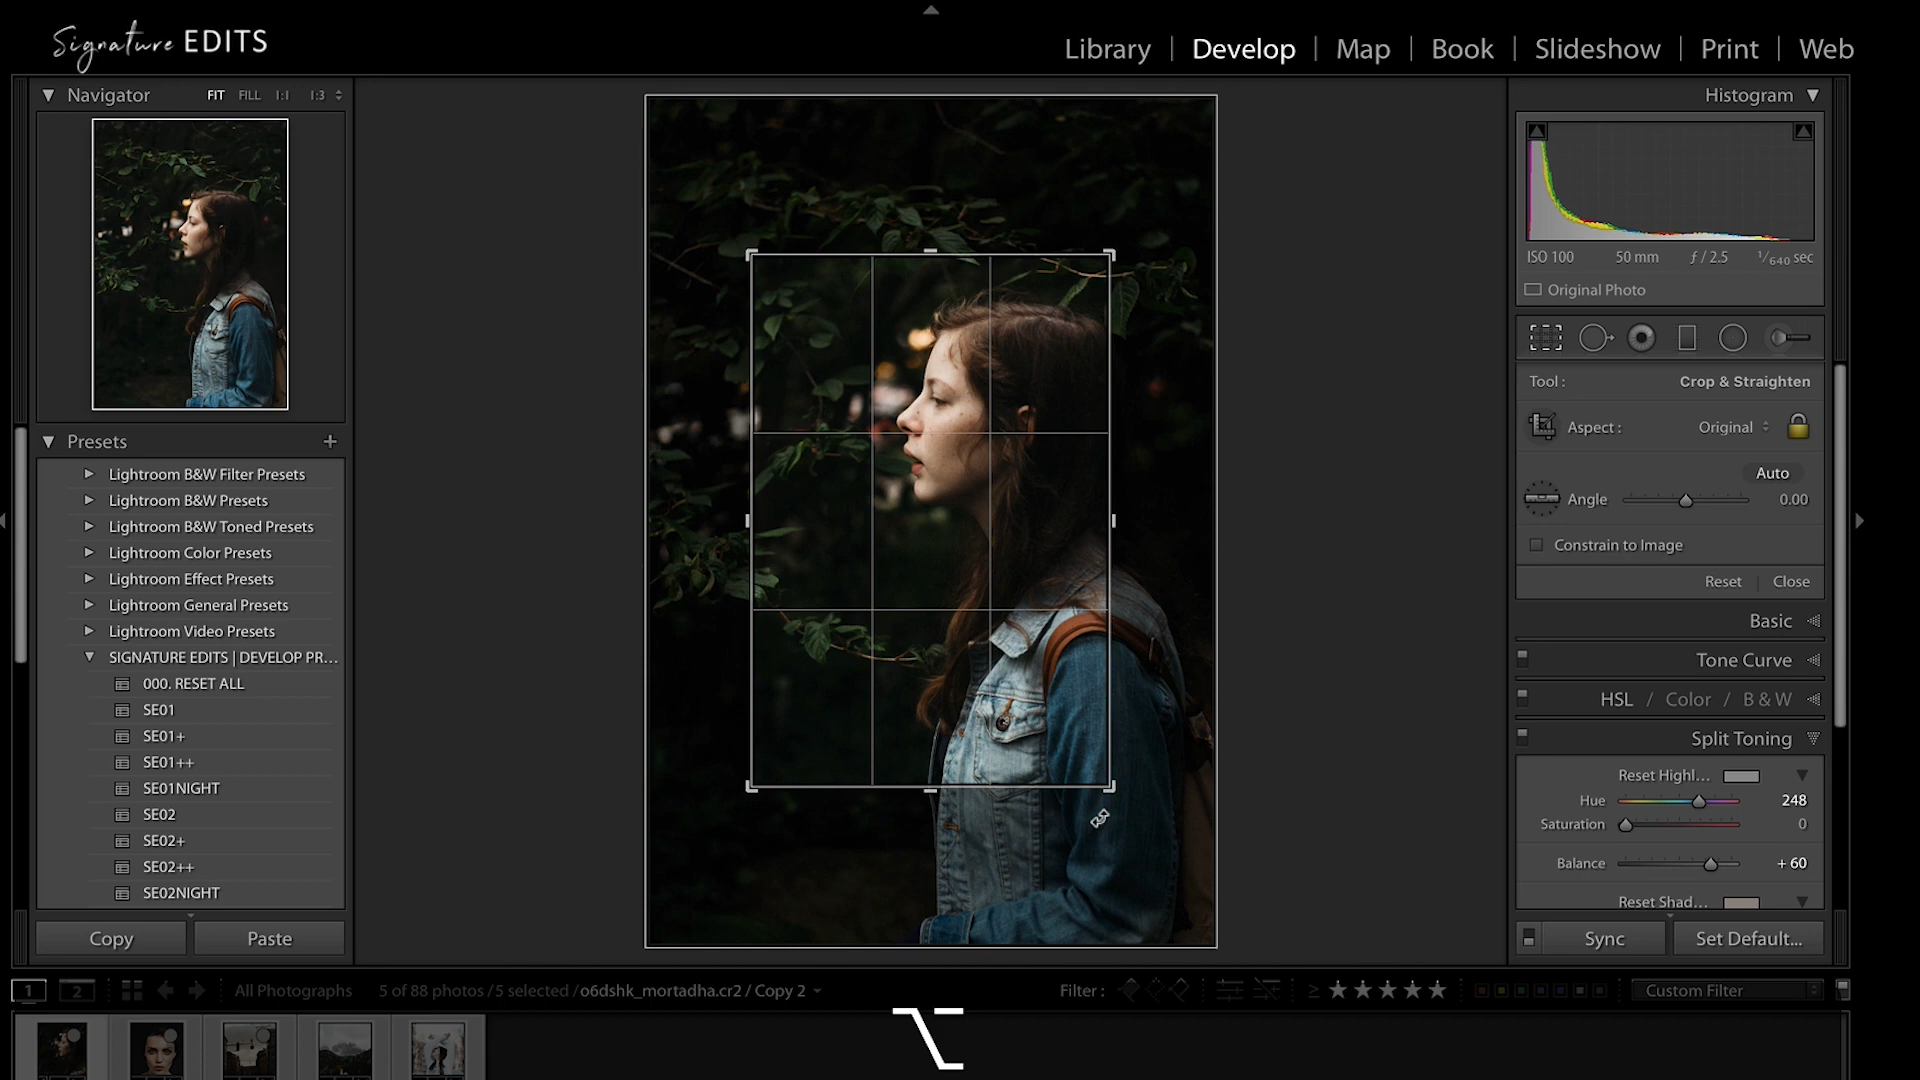 Signature EDITS
Library | Develop | Map | Book | Slideshow | Print | Web
Navigator FIT FILL 1:1 1:3
Presets +
Lightroom B&W Filter Presets
Lightroom B&W Presets
Lightroom B&W Toned Presets
Lightroom Color Presets
Lightroom Effect Presets
Lightroom General Presets
Lightroom Video Presets
SIGNATURE EDITS | DEVELOP PR...
000. RESET ALL
SE01
SE01+
SE01++
SE01NIGHT
SE02
SE02+
SE02++
SE02NIGHT
Copy Paste
Histogram
ISO 100 50 mm ƒ / 2.5 1/640 sec
Original Photo
Tool : Crop & Straighten
Aspect : Original
Auto
Angle 0.00
Constrain to Image
Reset Close
Basic
Tone Curve
HSL / Color / B & W
Split Toning
Reset Highl...
Hue 248
Saturation 0
Balance + 60
Reset Shad...
Sync Set Default...
1 2 All Photographs 5 of 88 photos / 5 selected / o6dshk_mortadha.cr2 / Copy 2 Filter : ≥ ★★★★★ Custom Filter
⌥